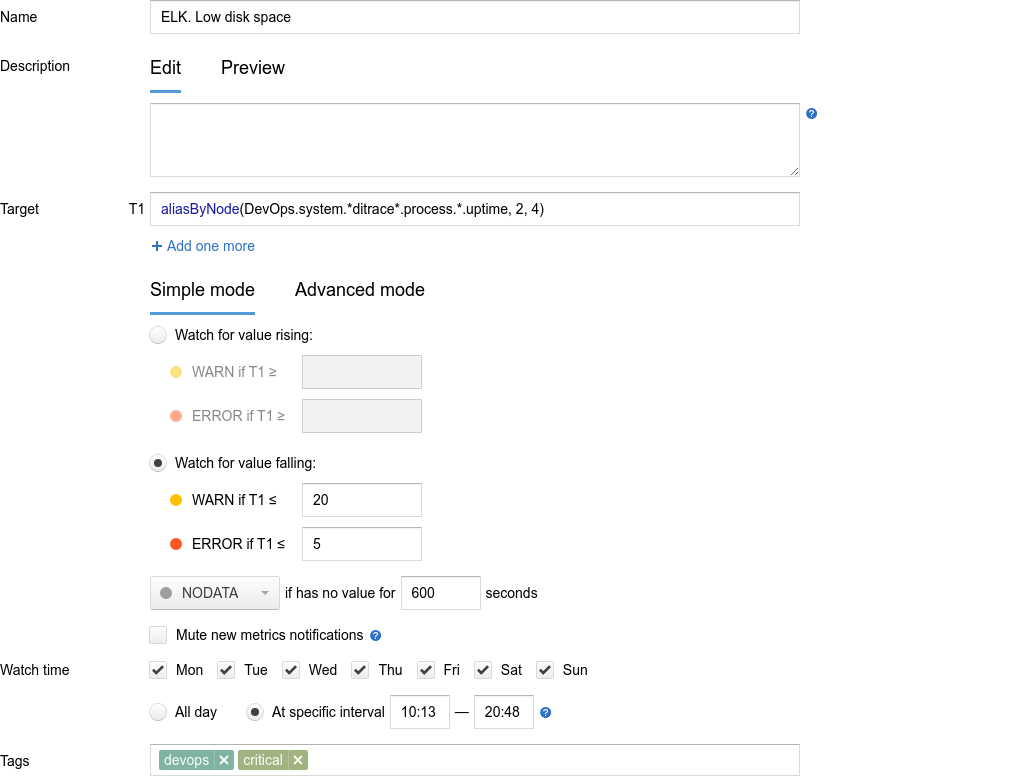 Name ELK. Low disk space
Description Edit Preview
?
Target T1 aliasByNode(DevOps.system.*ditrace*.process.*.uptime, 2, 4)
+ Add one more
Simple mode Advanced mode
Watch for value rising:
WARN if T1 ≥
ERROR if T1 ≥
Watch for value falling:
WARN if T1 ≤ 20
ERROR if T1 ≤ 5
NODATA if has no value for 600 seconds
Mute new metrics notifications ?
Watch time Mon Tue Wed Thu Fri Sat Sun
All day At specific interval 10:13 — 20:48 ?
Tags devops × critical ×